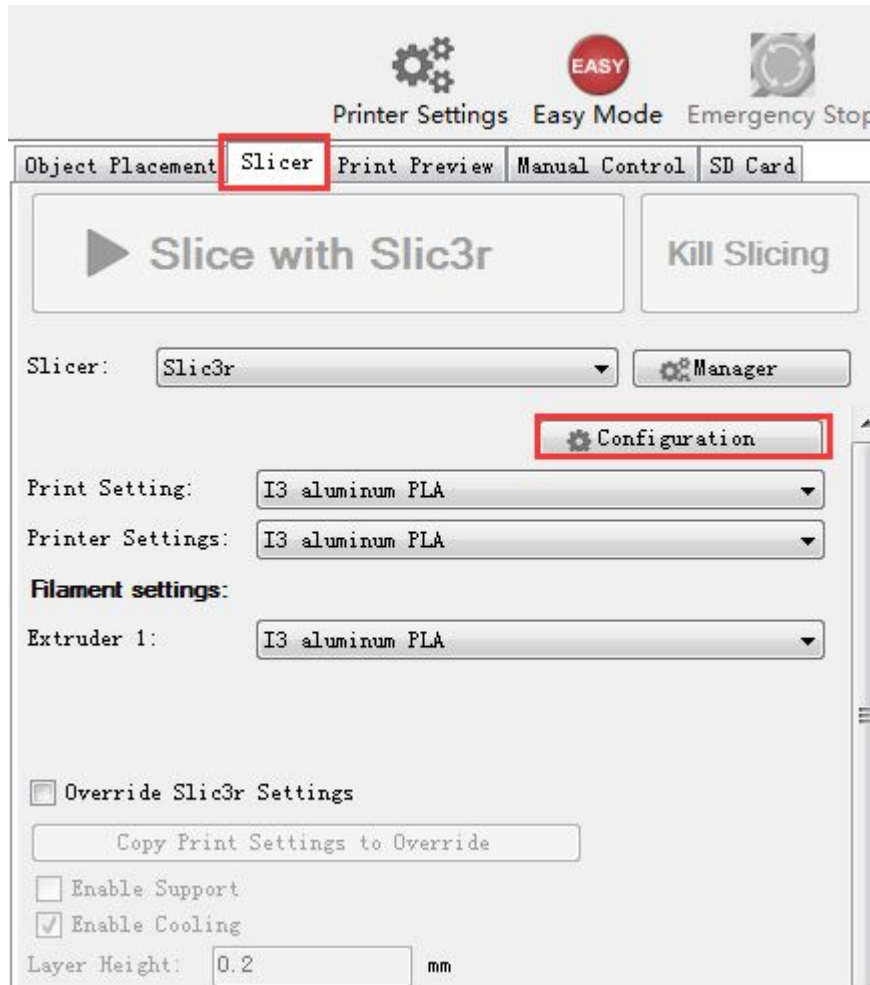 Printer Settings EASY Easy Mode Emergency Stop
Object Placement Slicer Print Preview Manual Control SD Card
Slice with Slic3r Kill Slicing
Slicer: Slic3r Manager
Configuration
Print Setting: I3 aluminum PLA
Printer Settings: I3 aluminum PLA
Filament settings:
Extruder 1: I3 aluminum PLA
Override Slic3r Settings
Copy Print Settings to Override
Enable Support
Enable Cooling
Layer Height: 0.2 mm